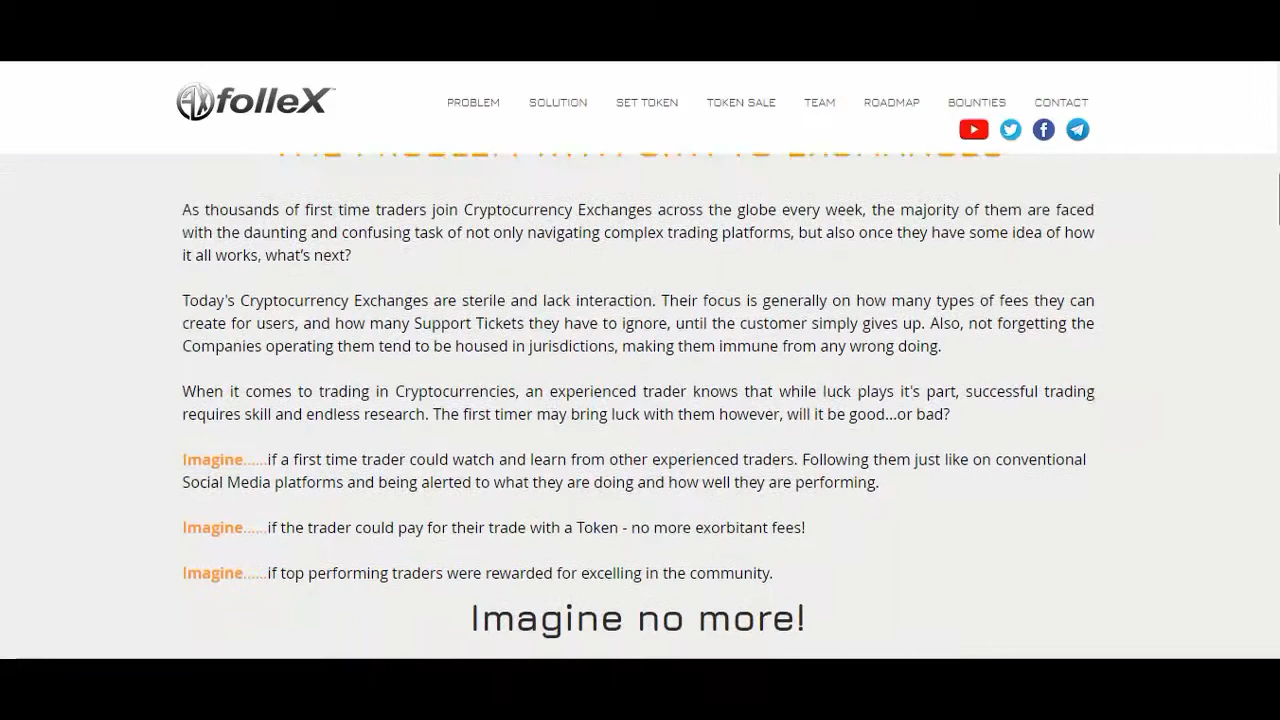 folleX™
PROBLEM SOLUTION SET TOKEN TOKEN SALE TEAM ROADMAP BOUNTIES CONTACT
THE PROBLEM WITH CRYPTO EXCHANGES
As thousands of first time traders join Cryptocurrency Exchanges across the globe every week, the majority of them are faced
with the daunting and confusing task of not only navigating complex trading platforms, but also once they have some idea of how
it all works, what's next?
Today's Cryptocurrency Exchanges are sterile and lack interaction. Their focus is generally on how many types of fees they can
create for users, and how many Support Tickets they have to ignore, until the customer simply gives up. Also, not forgetting the
Companies operating them tend to be housed in jurisdictions, making them immune from any wrong doing.
When it comes to trading in Cryptocurrencies, an experienced trader knows that while luck plays it's part, successful trading
requires skill and endless research. The first timer may bring luck with them however, will it be good...or bad?
Imagine......if a first time trader could watch and learn from other experienced traders. Following them just like on conventional
Social Media platforms and being alerted to what they are doing and how well they are performing.
Imagine......if the trader could pay for their trade with a Token - no more exorbitant fees!
Imagine......if top performing traders were rewarded for excelling in the community.
Imagine no more!